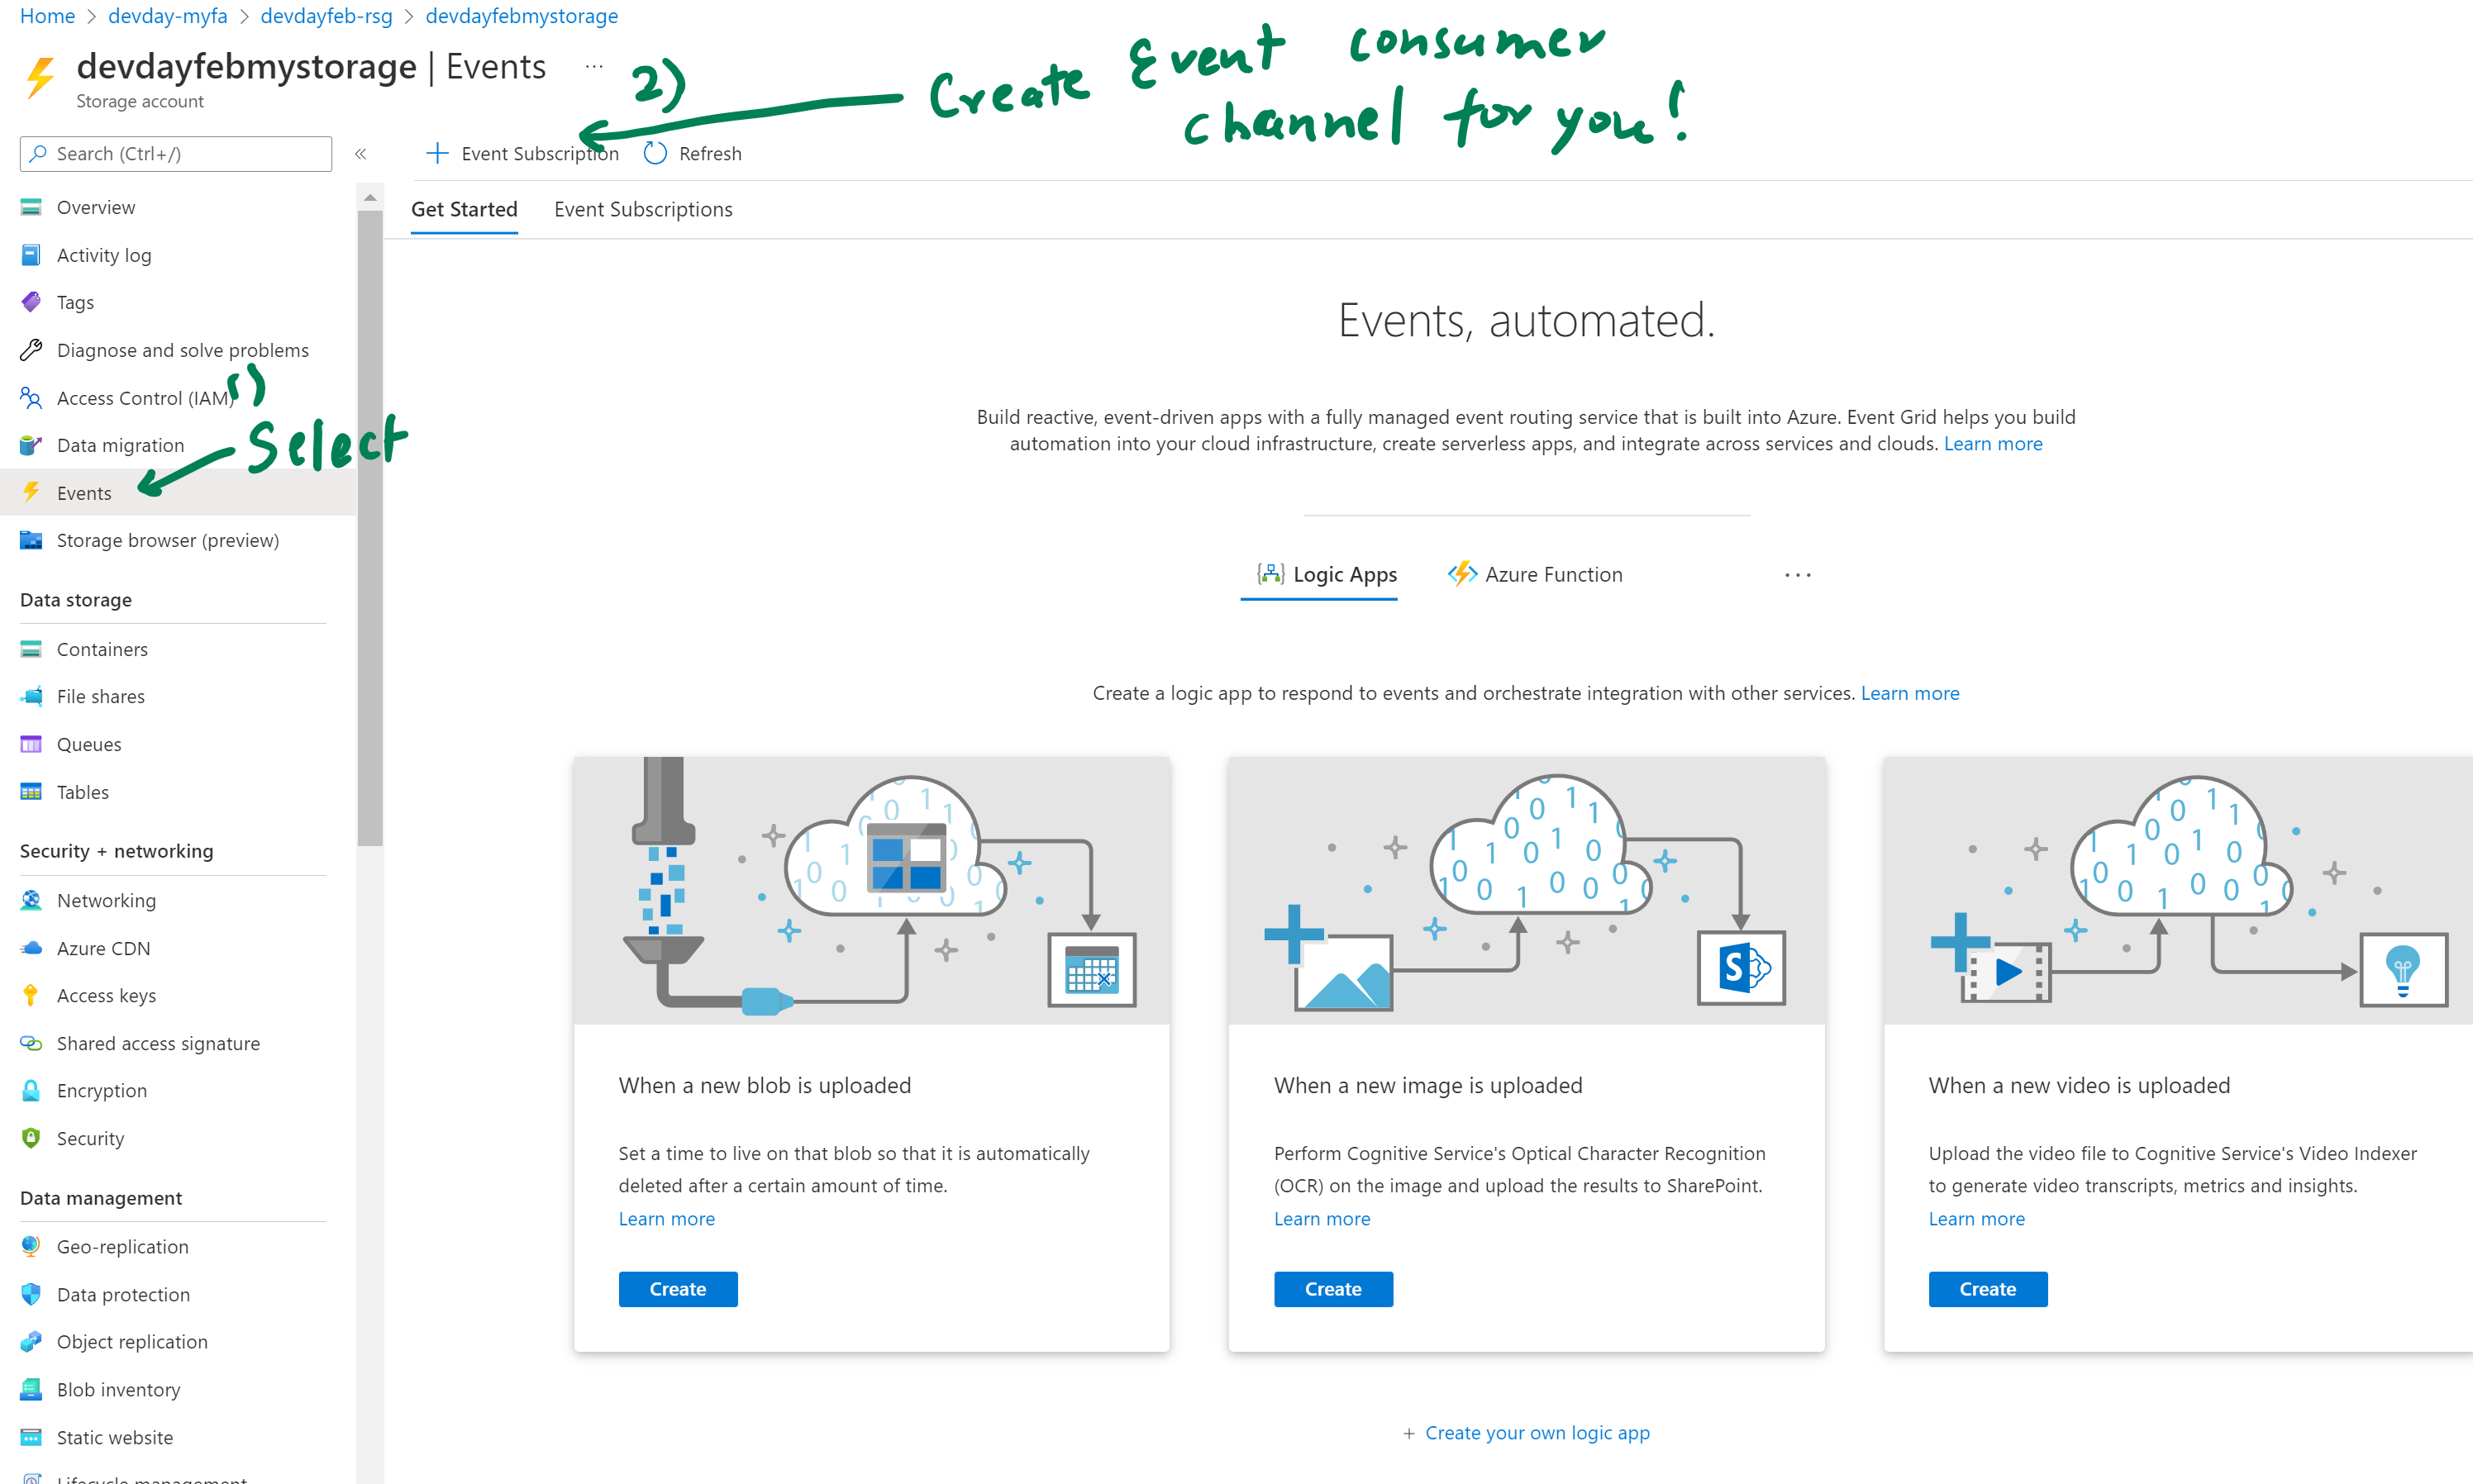 Home > devday-myfa > devdayfeb-rsg > devdayfebmystorage
devdayfebmystorage | Events ...
Storage account
2)
Create Event consumer
channel for you!
Search (Ctrl+/)
«
+ Event Subscription
Refresh
Get Started
Event Subscriptions
Overview
Activity log
Tags
Diagnose and solve problems
Access Control (IAM)
1)
Select
Data migration
Events
Storage browser (preview)
Data storage
Containers
File shares
Queues
Tables
Security + networking
Networking
Azure CDN
Access keys
Shared access signature
Encryption
Security
Data management
Geo-replication
Data protection
Object replication
Blob inventory
Static website
Lifecycle management
Events, automated.
Build reactive, event-driven apps with a fully managed event routing service that is built into Azure. Event Grid helps you build
automation into your cloud infrastructure, create serverless apps, and integrate across services and clouds. Learn more
Logic Apps
Azure Function
...
Create a logic app to respond to events and orchestrate integration with other services. Learn more
When a new blob is uploaded
Set a time to live on that blob so that it is automatically
deleted after a certain amount of time.
Learn more
Create
When a new image is uploaded
Perform Cognitive Service's Optical Character Recognition
(OCR) on the image and upload the results to SharePoint.
Learn more
Create
When a new video is uploaded
Upload the video file to Cognitive Service's Video Indexer
to generate video transcripts, metrics and insights.
Learn more
Create
+ Create your own logic app